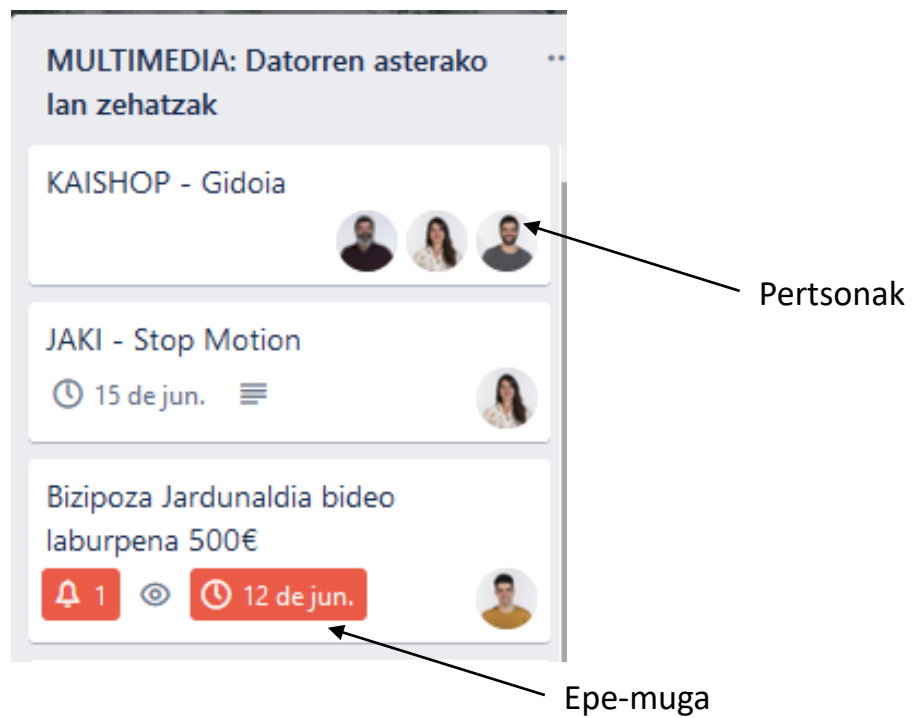 MULTIMEDIA: Datorren asterako
lan zehatzak
KAISHOP - Gidoia
Pertsonak
JAKI - Stop Motion
15 de jun.
Bizipoza Jardunaldia bideo
laburpena 500€
1 12 de jun.
Epe-muga